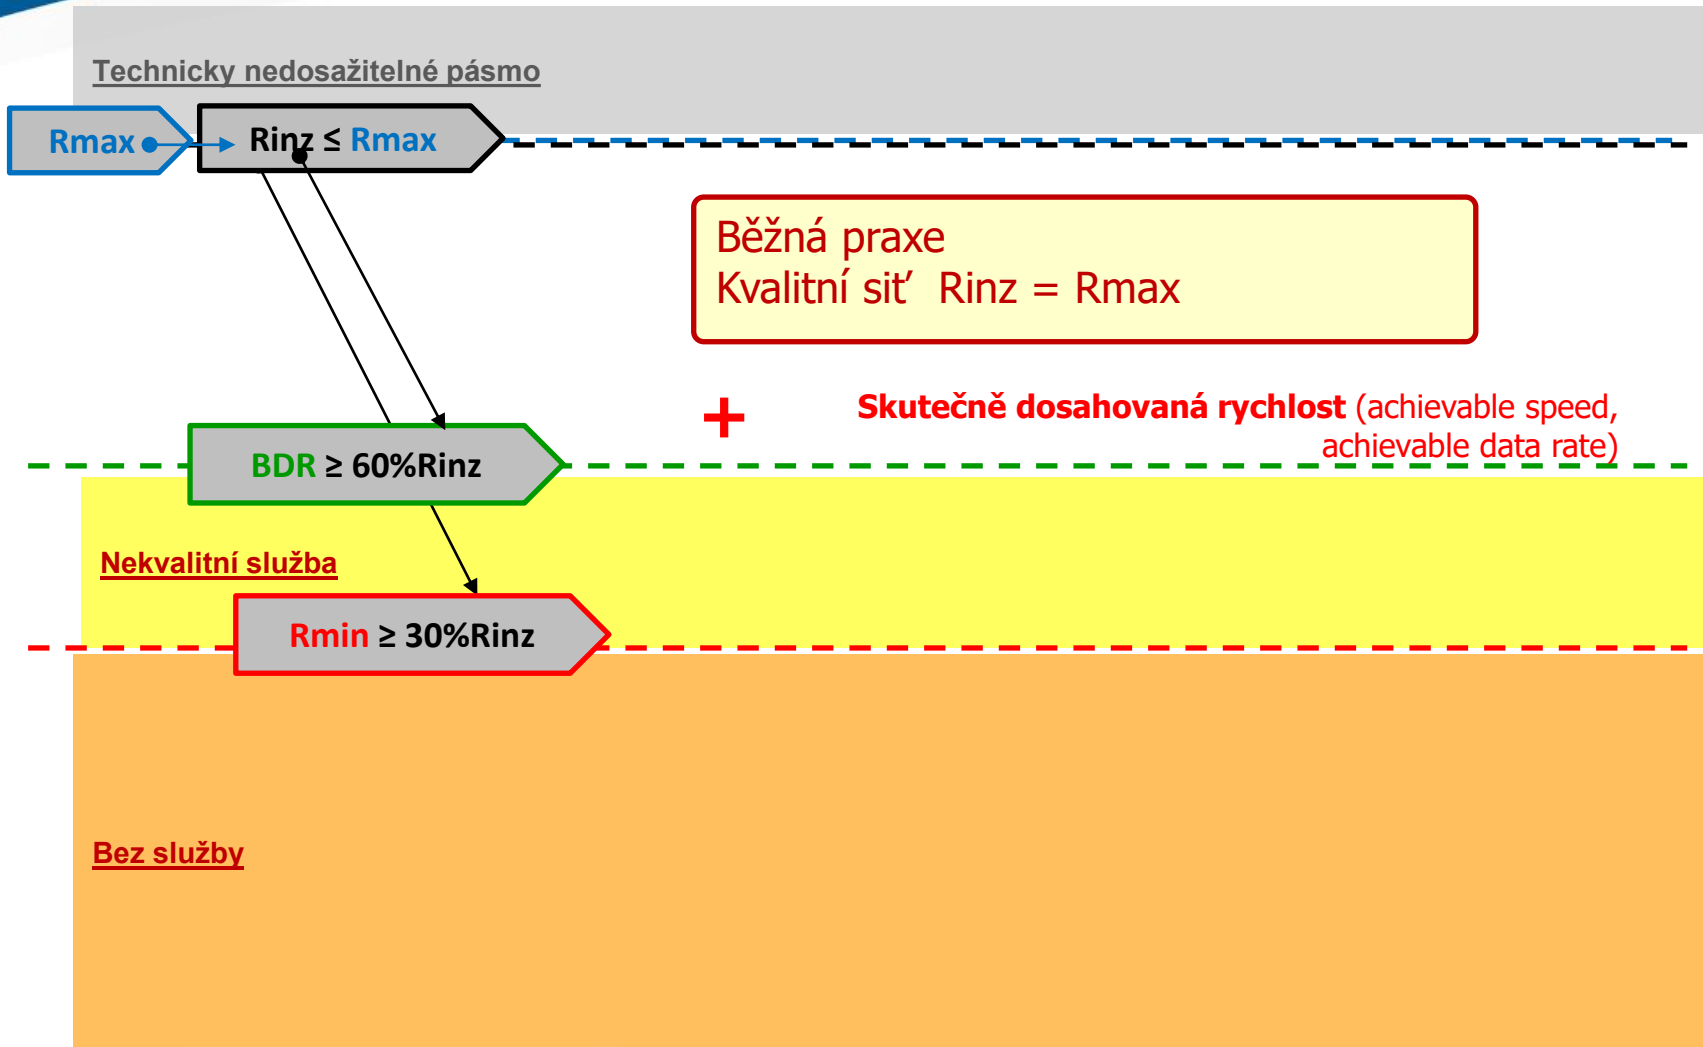 Technicky nedosažitelné pásmo
Rmax
Rinz ≤ Rmax
Běžná praxe
Kvalitní siť Rinz = Rmax
+
Skutečně dosahovaná rychlost (achievable speed,
achievable data rate)
BDR ≥ 60%Rinz
Nekvalitní služba
Rmin ≥ 30%Rinz
Bez služby